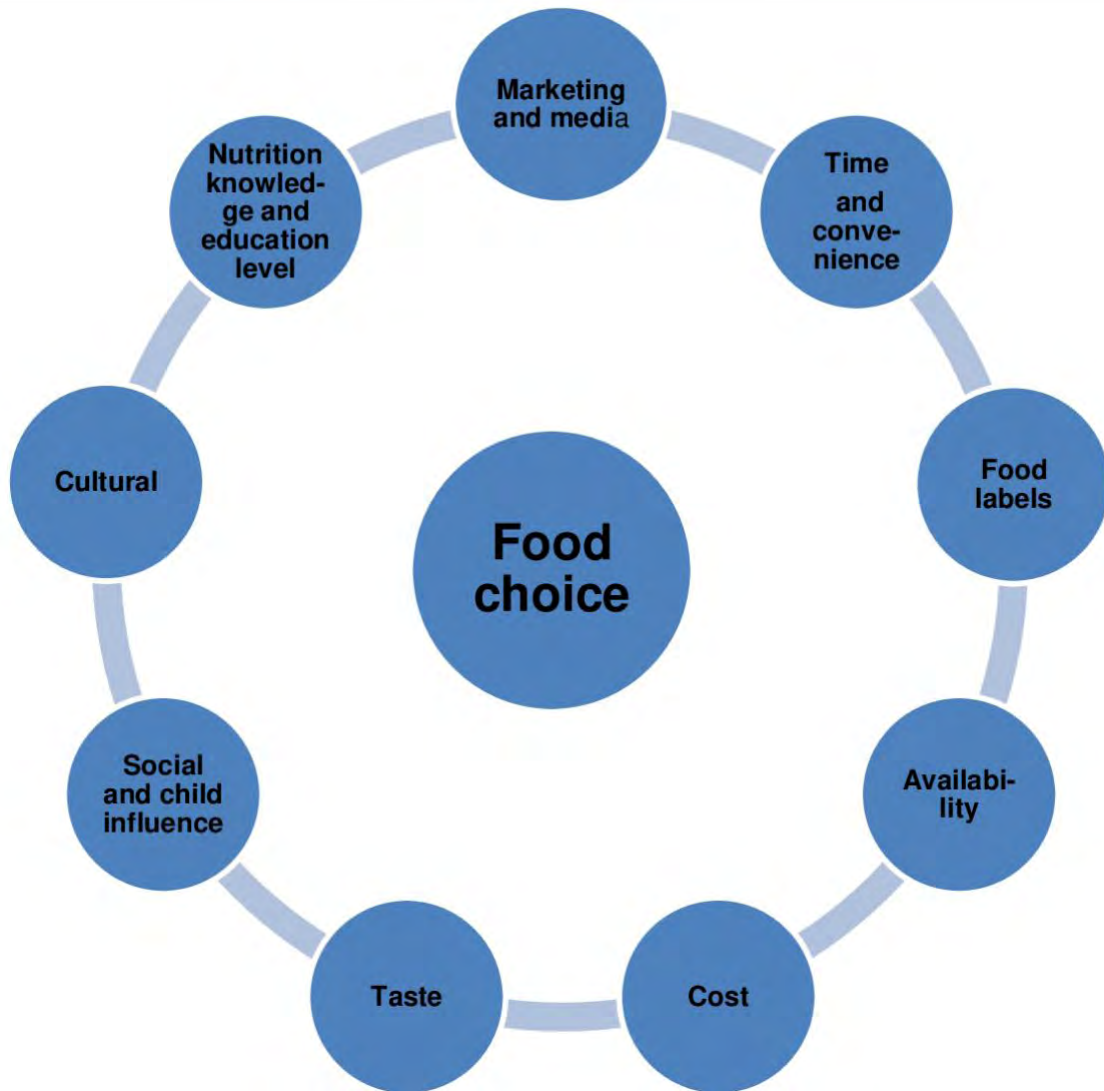 Marketing
and media
Time
and
conve-
nience
Food
labels
Availabi-
lity
Cost
Taste
Social
and child
influence
Cultural
Nutrition
knowled-
ge and
education
level
Food
choice